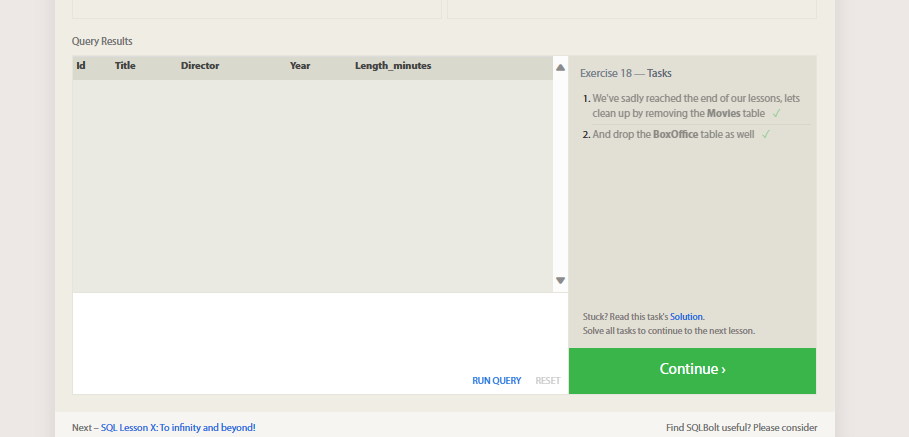 Query Results
Id Title Director Year Length_minutes
Exercise 18 — Tasks
1. We've sadly reached the end of our lessons, lets
clean up by removing the Movies table ✓
2. And drop the BoxOffice table as well ✓
Stuck? Read this task's Solution.
Solve all tasks to continue to the next lesson.
RUN QUERY RESET
Continue ›
Next – SQL Lesson X: To infinity and beyond!
Find SQLBolt useful? Please consider